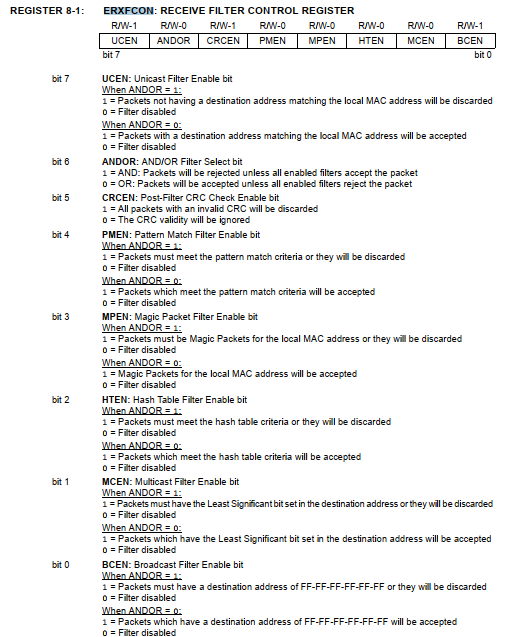 REGISTER 8-1: ERXFCON: RECEIVE FILTER CONTROL REGISTER
R/W-1 R/W-0 R/W-1 R/W-0 R/W-0 R/W-0 R/W-0 R/W-1
UCEN ANDOR CRCEN PMEN MPEN HTEN MCEN BCEN
bit 7 bit 0
bit 7 UCEN: Unicast Filter Enable bit
When ANDOR = 1:
1 = Packets not having a destination address matching the local MAC address will be discarded
0 = Filter disabled
When ANDOR = 0:
1 = Packets with a destination address matching the local MAC address will be accepted
0 = Filter disabled
bit 6 ANDOR: AND/OR Filter Select bit
1 = AND: Packets will be rejected unless all enabled filters accept the packet
0 = OR: Packets will be accepted unless all enabled filters reject the packet
bit 5 CRCEN: Post-Filter CRC Check Enable bit
1 = All packets with an invalid CRC will be discarded
0 = The CRC validity will be ignored
bit 4 PMEN: Pattern Match Filter Enable bit
When ANDOR = 1:
1 = Packets must meet the pattern match criteria or they will be discarded
0 = Filter disabled
When ANDOR = 0:
1 = Packets which meet the pattern match criteria will be accepted
0 = Filter disabled
bit 3 MPEN: Magic Packet Filter Enable bit
When ANDOR = 1:
1 = Packets must be Magic Packets for the local MAC address or they will be discarded
0 = Filter disabled
When ANDOR = 0:
1 = Magic Packets for the local MAC address will be accepted
0 = Filter disabled
bit 2 HTEN: Hash Table Filter Enable bit
When ANDOR = 1:
1 = Packets must meet the hash table criteria or they will be discarded
0 = Filter disabled
When ANDOR = 0:
1 = Packets which meet the hash table criteria will be accepted
0 = Filter disabled
bit 1 MCEN: Multicast Filter Enable bit
When ANDOR = 1:
1 = Packets must have the Least Significant bit set in the destination address or they will be discarded
0 = Filter disabled
When ANDOR = 0:
1 = Packets which have the Least Significant bit set in the destination address will be accepted
0 = Filter disabled
bit 0 BCEN: Broadcast Filter Enable bit
When ANDOR = 1:
1 = Packets must have a destination address of FF-FF-FF-FF-FF-FF or they will be discarded
0 = Filter disabled
When ANDOR = 0:
1 = Packets which have a destination address of FF-FF-FF-FF-FF-FF will be accepted
0 = Filter disabled